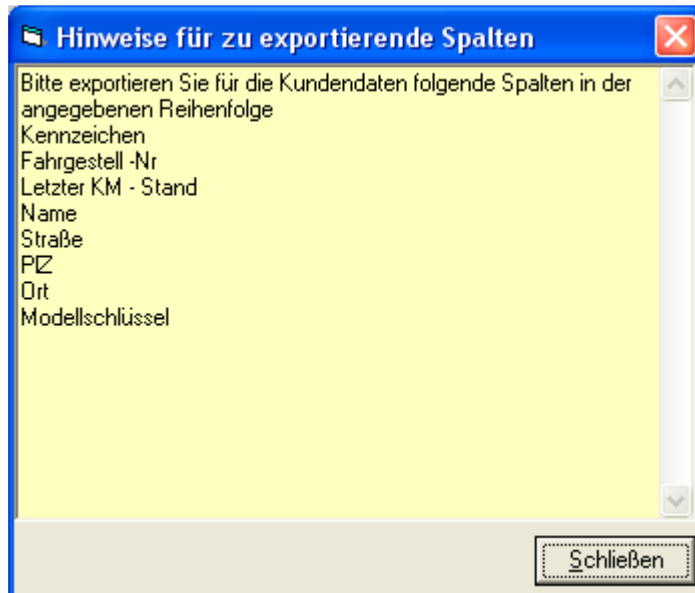 Hinweise für zu exportierende Spalten
Bitte exportieren Sie für die Kundendaten folgende Spalten in der
angegebenen Reihenfolge
Kennzeichen
Fahrgestell -Nr
Letzter KM - Stand
Name
Straße
PlZ
Ort
Modellschlüssel
Schließen